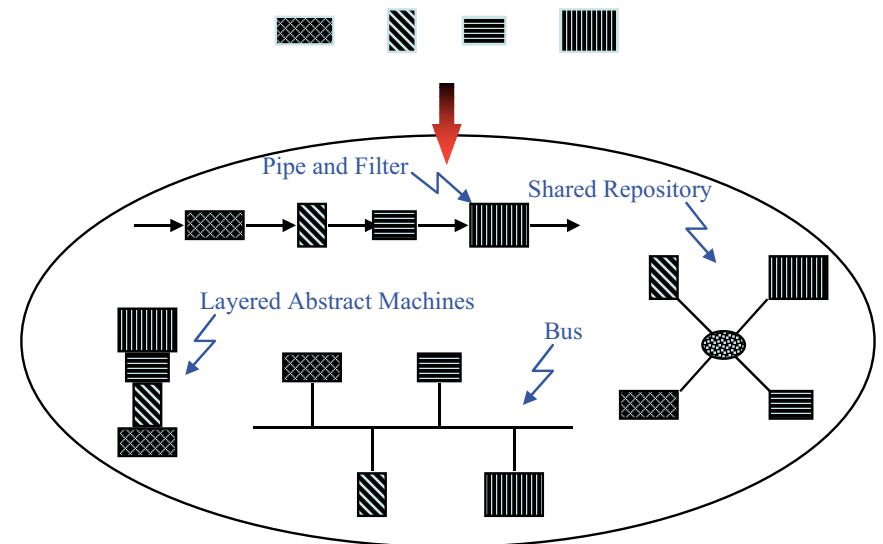 Pipe and Filter
Shared Repository
Layered Abstract Machines
Bus